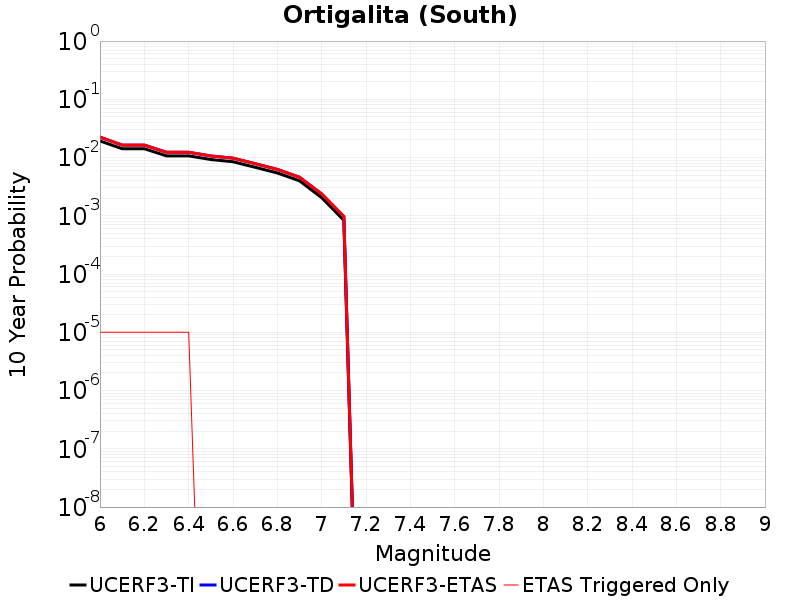 Ortigalita (South)
10 Year Probability
10^0
10^-1
10^-2
10^-3
10^-4
10^-5
10^-6
10^-7
10^-8
6 6.2 6.4 6.6 6.8 7 7.2 7.4 7.6 7.8 8 8.2 8.4 8.6 8.8 9
Magnitude
UCERF3-TI UCERF3-TD UCERF3-ETAS ETAS Triggered Only